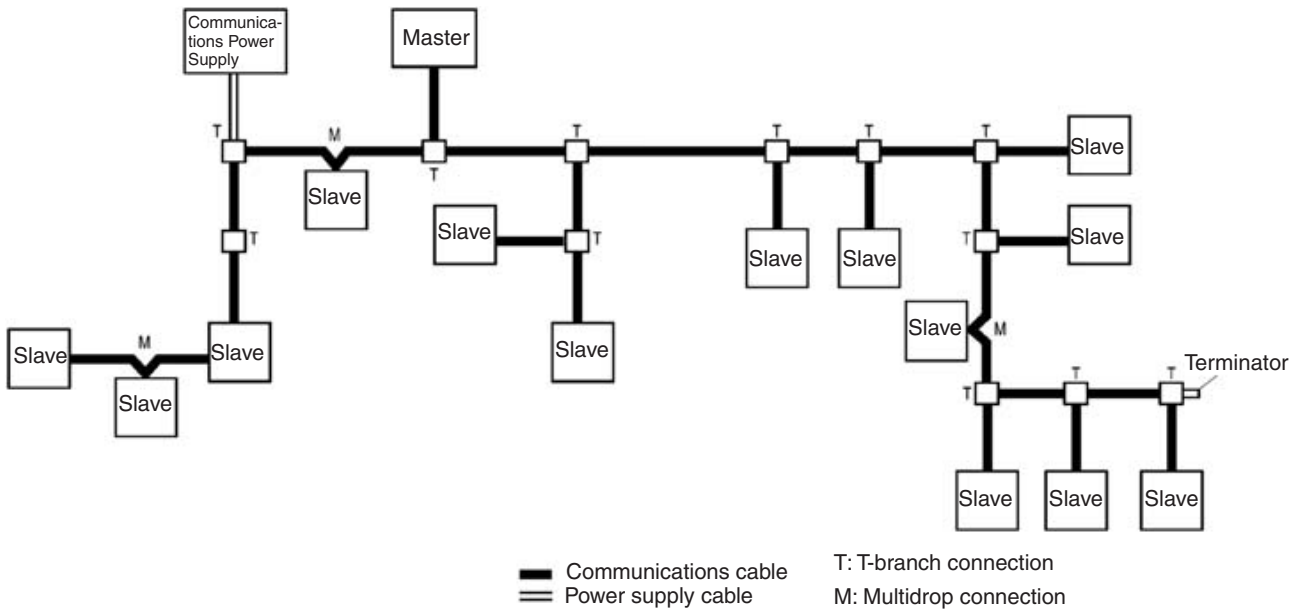 Communica-
tions Power
Supply
Master
T
M
T
T
T
T
T
Slave
Slave
T
Slave
T
T
Slave
Slave
Slave
Slave
M
Slave
M
Slave
Slave
Slave
Slave
T
T
T
Terminator
Slave
Slave
Slave
Communications cable
T: T-branch connection
Power supply cable
M: Multidrop connection